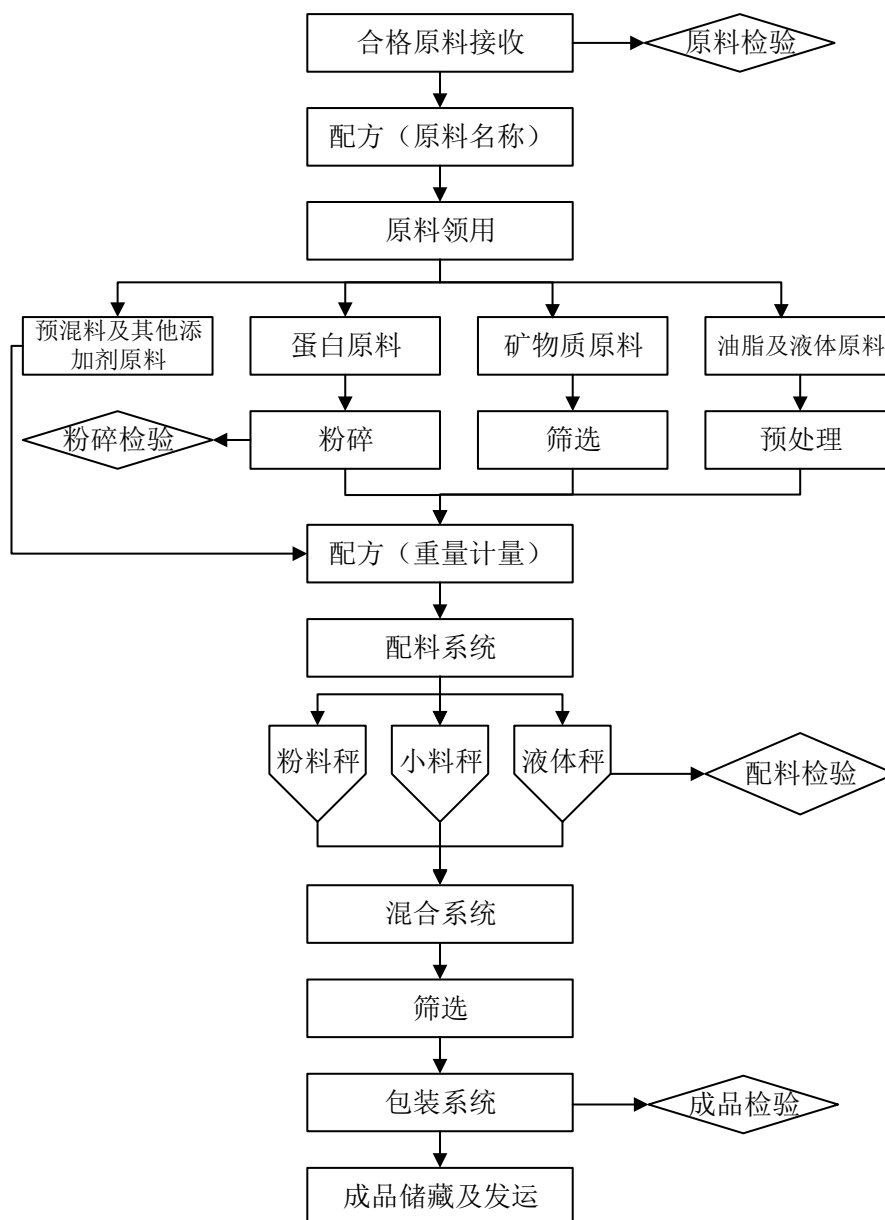 合格原料接收
原料检验
配方（原料名称）
原料领用
预混料及其他添
加剂原料
蛋白原料
矿物质原料
油脂及液体原料
粉碎检验
粉碎
筛选
预处理
配方（重量计量）
配料系统
粉料秤
小料秤
液体秤
配料检验
混合系统
筛选
包装系统
成品检验
成品储藏及发运